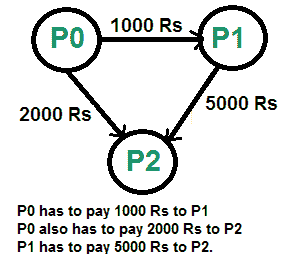 1000 Rs
P0 P1
2000 Rs 5000 Rs
P2
P0 has to pay 1000 Rs to P1
P0 also has to pay 2000 Rs to P2
P1 has to pay 5000 Rs to P2.